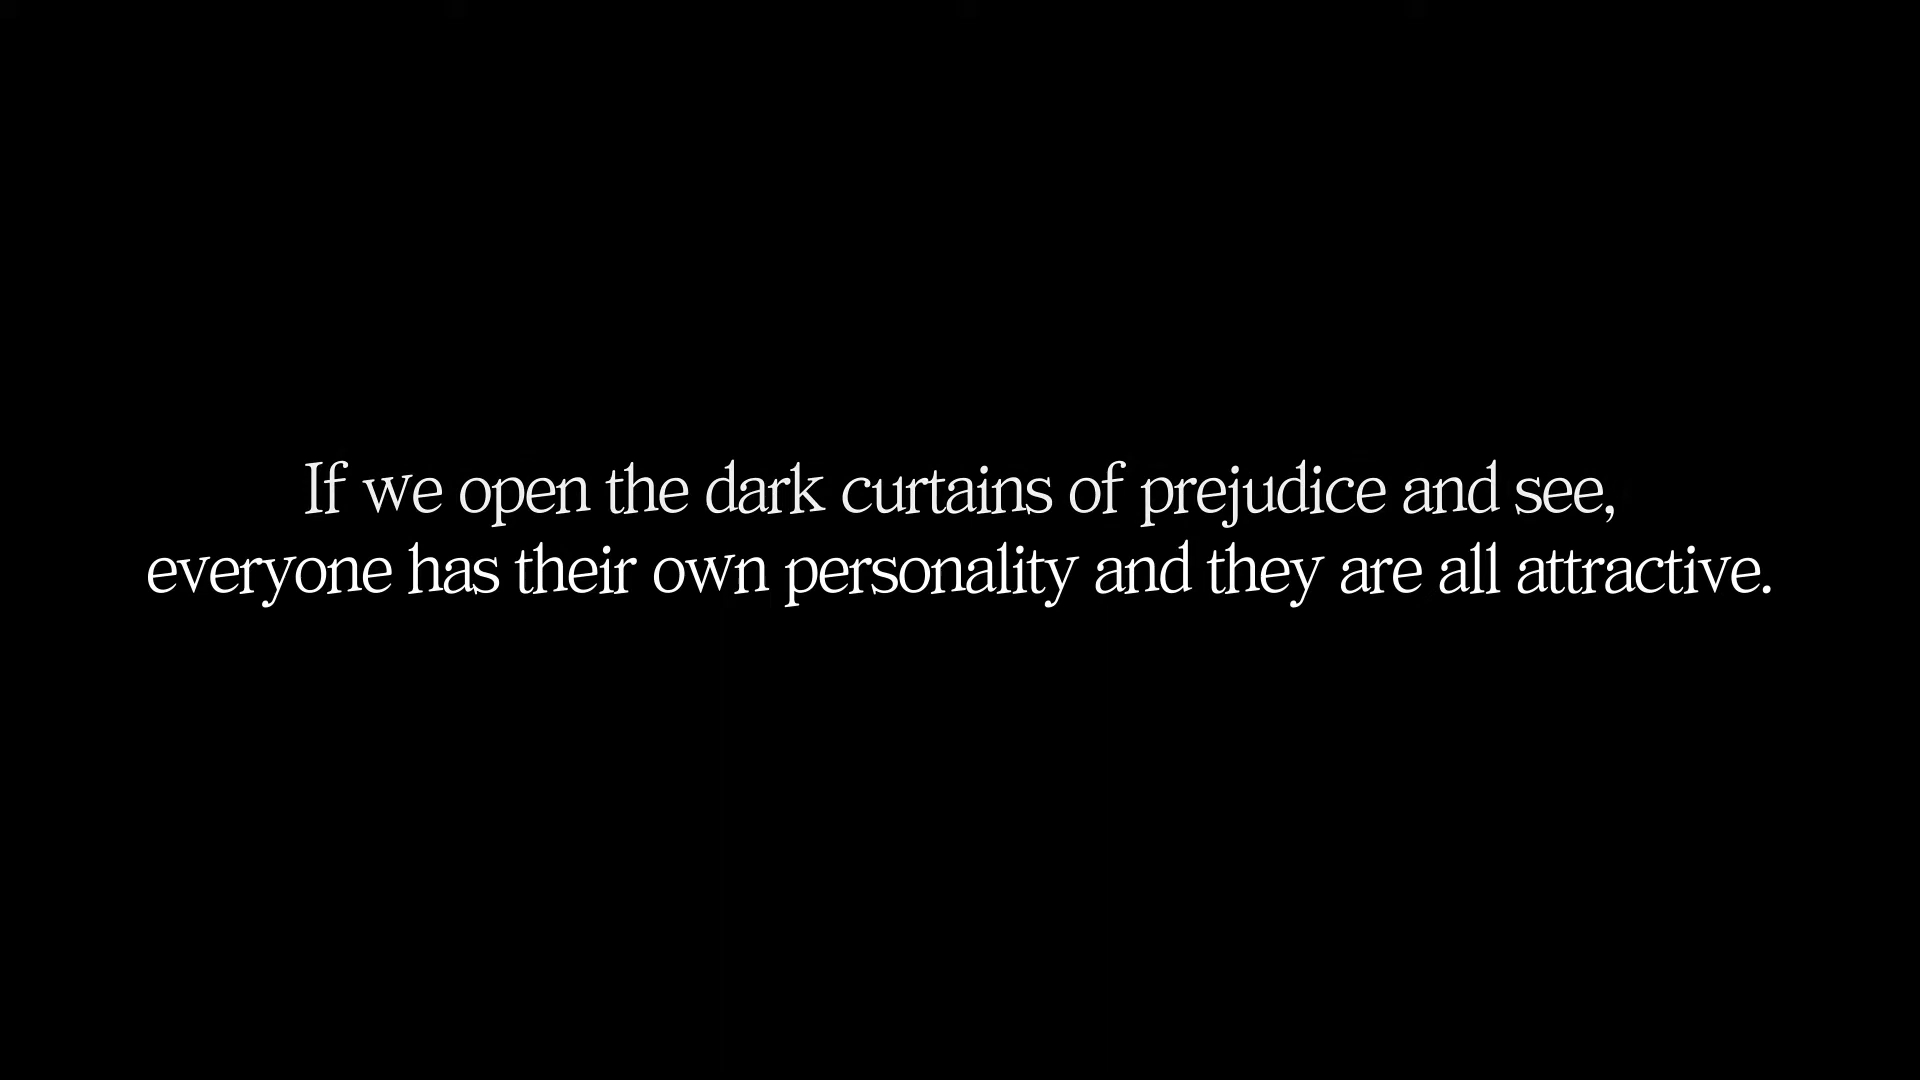 If we open the dark curtains of prejudice and see,
everyone has their own personality and they are all attractive.